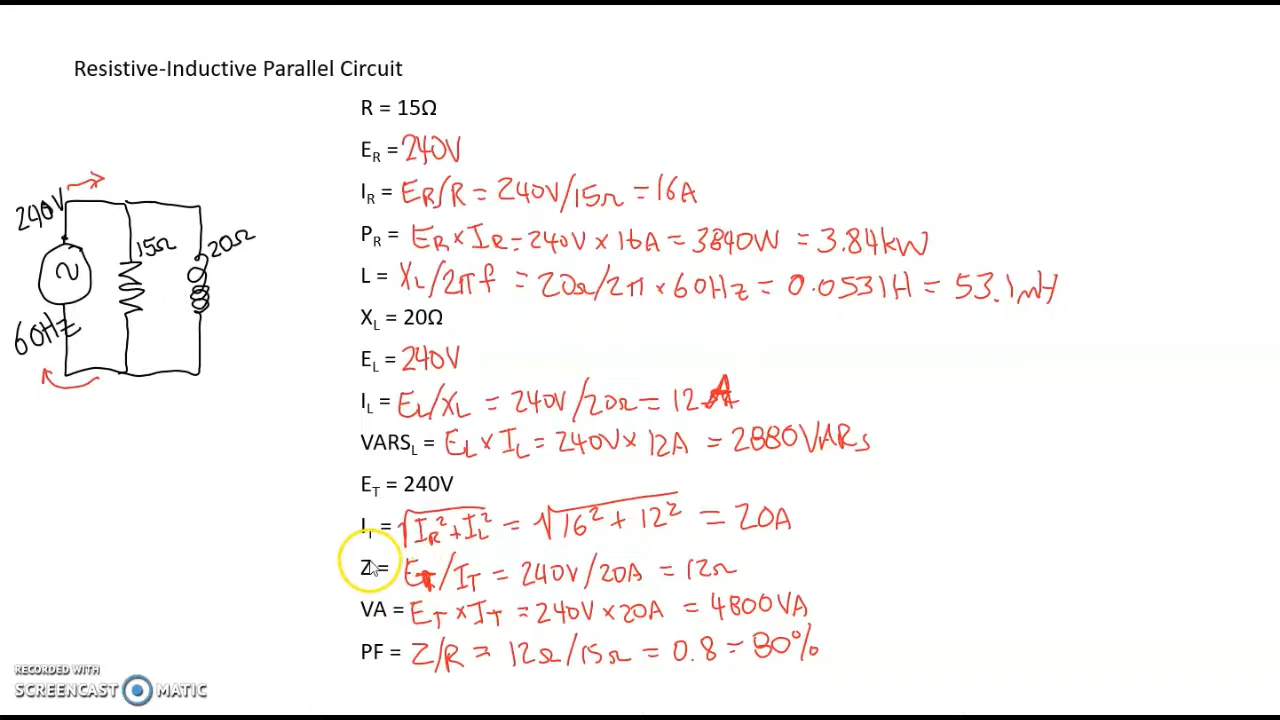 Resistive-Inductive Parallel Circuit
R = 15Ω
E_R = 240V
I_R = E_R/R = 240V/15Ω = 16A
P_R = E_R × I_R = 240V × 16A = 3840W = 3.84kW
L = X_L/2πf = 20Ω/2π × 60Hz = 0.0531H = 53.1mH
X_L = 20Ω
E_L = 240V
I_L = E_L/X_L = 240V/20Ω = 12A
VARS_L = E_L × I_L = 240V × 12A = 2880VARs
E_T = 240V
I_T = √I_R²+I_L² = √16² + 12² = 20A
Z = E_T/I_T = 240V/20A = 12Ω
VA = E_T × I_T = 240V × 20A = 4800VA
PF = Z/R = 12Ω/15Ω = 0.8 = 80%
240V
15Ω
20Ω
60Hz
RECORDED WITH
SCREENCAST MATIC